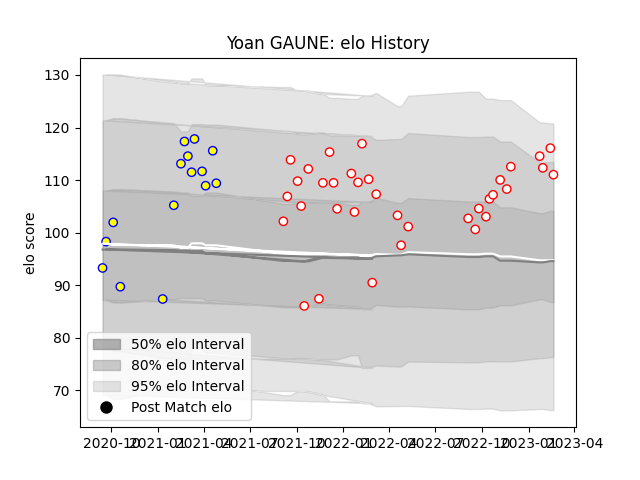 Yoan GAUNE: elo History
elo score
130
120
110
100
90
80
70
50% elo Interval
80% elo Interval
95% elo Interval
Post Match elo
2020-10 2021-01 2021-04 2021-07 2021-10 2022-01 2022-04 2022-07 2022-10 2023-01 2023-04